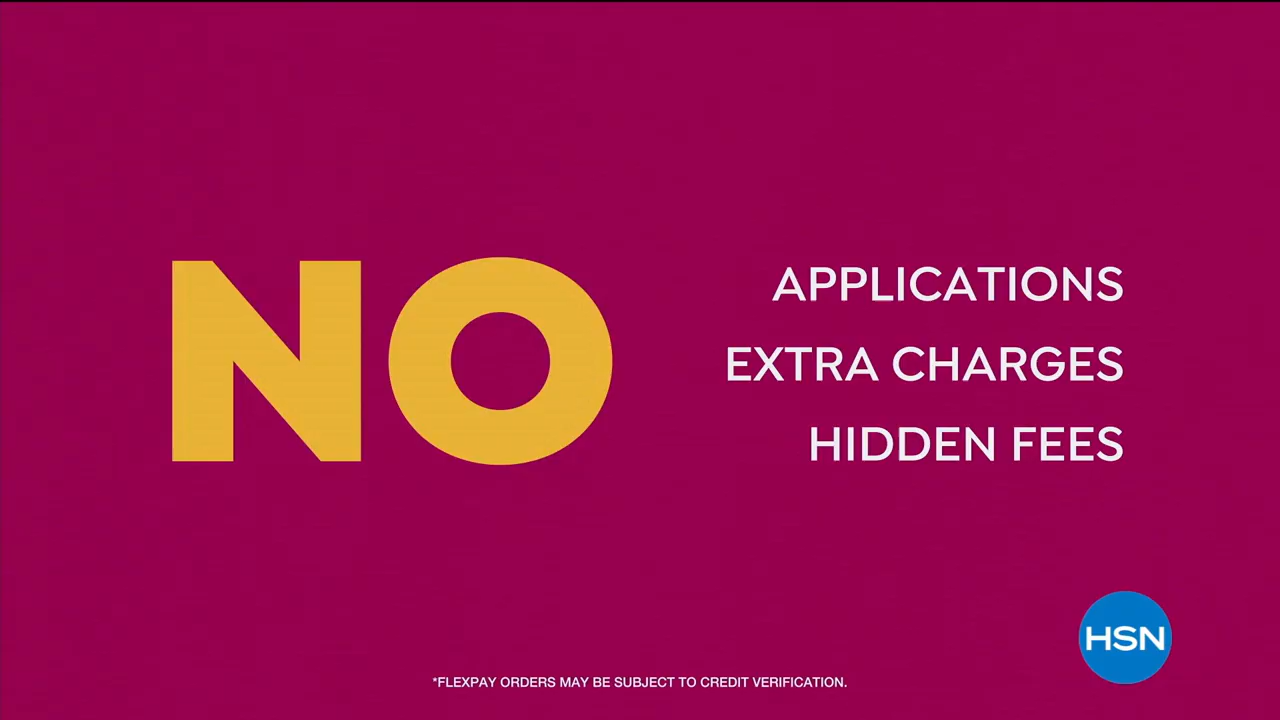 NO
APPLICATIONS
EXTRA CHARGES
HIDDEN FEES
HSN
*FLEXPAY ORDERS MAY BE SUBJECT TO CREDIT VERIFICATION.